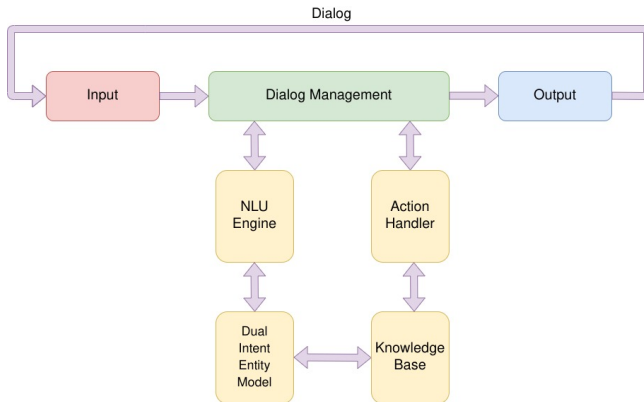 Dialog
Input
Dialog Management
Output
NLU
Engine
Action
Handler
Dual
Intent
Entity
Model
Knowledge
Base